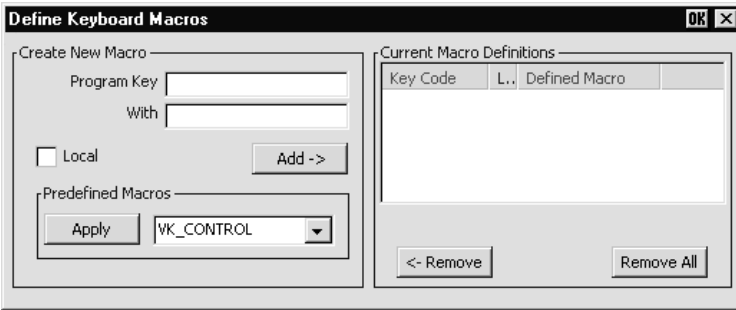 Define Keyboard Macros OK
Create New Macro
Program Key
With
Local
Add ->
Predefined Macros
Apply
VK_CONTROL
Current Macro Definitions
Key Code L.. Defined Macro
<- Remove
Remove All